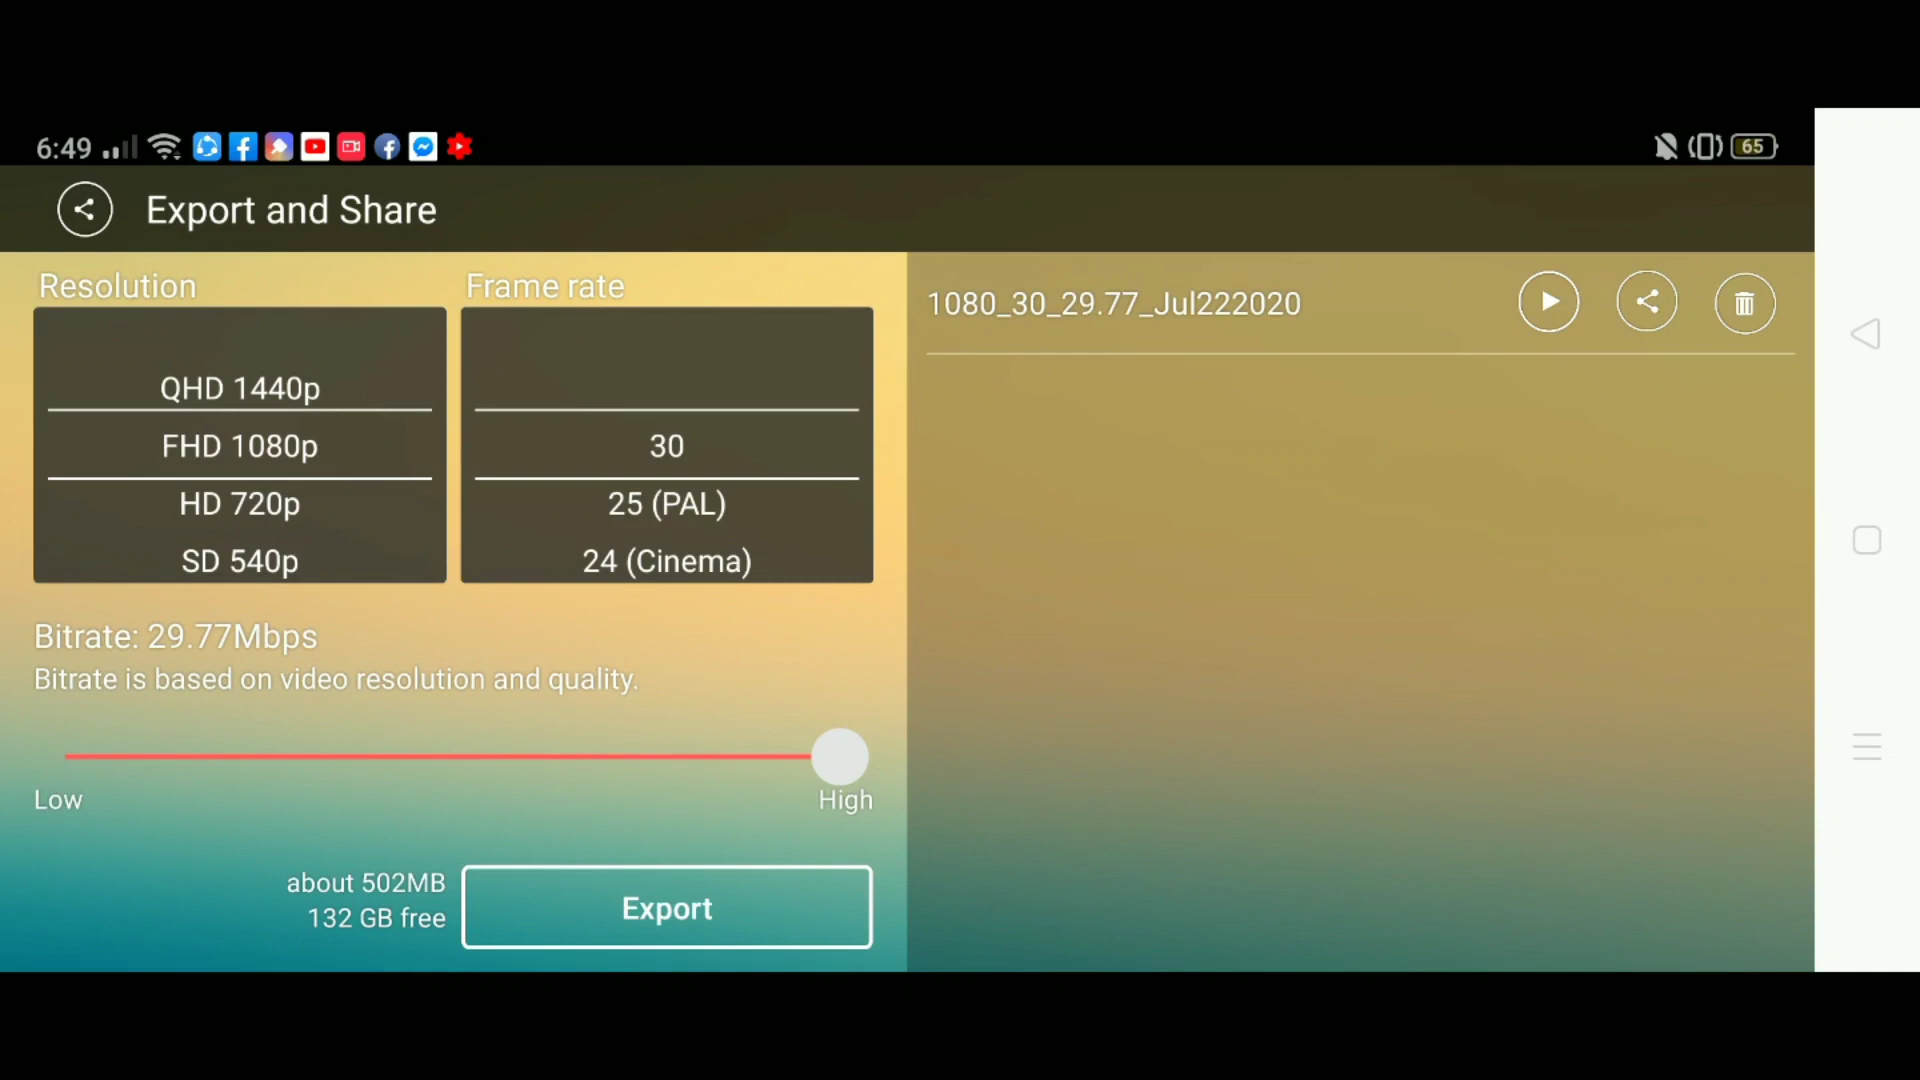 6:49
65
Export and Share
Resolution
Frame rate
QHD 1440p
FHD 1080p
HD 720p
SD 540p
30
25 (PAL)
24 (Cinema)
Bitrate: 29.77Mbps
Bitrate is based on video resolution and quality.
Low
High
about 502MB
132 GB free
Export
1080_30_29.77_Jul222020